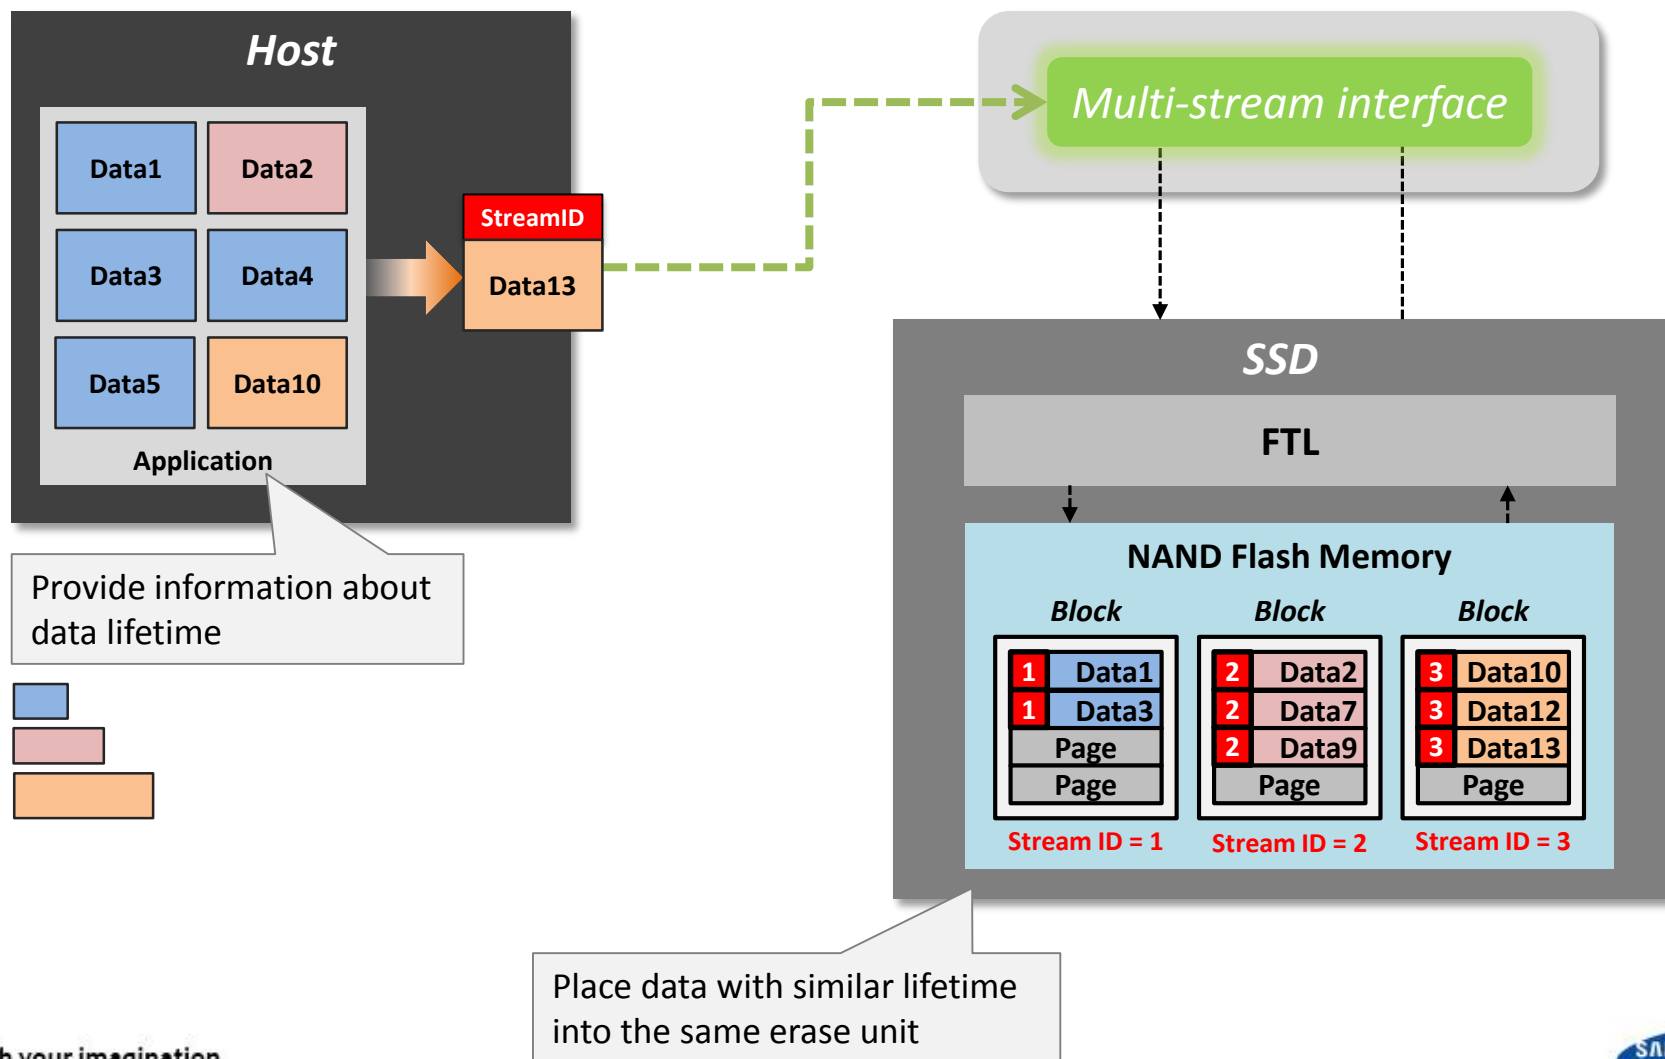 Host
Data1
Data2
Data3
Data4
Data5
Data10
Application
StreamID
Data13
Provide information about
data lifetime
Multi-stream interface
SSD
FTL
NAND Flash Memory
Block
Block
Block
1 Data1
1 Data3
Page
Page
Stream ID = 1
2 Data2
2 Data7
2 Data9
Page
Stream ID = 2
3 Data10
3 Data12
3 Data13
Page
Stream ID = 3
Place data with similar lifetime
into the same erase unit
your imagination